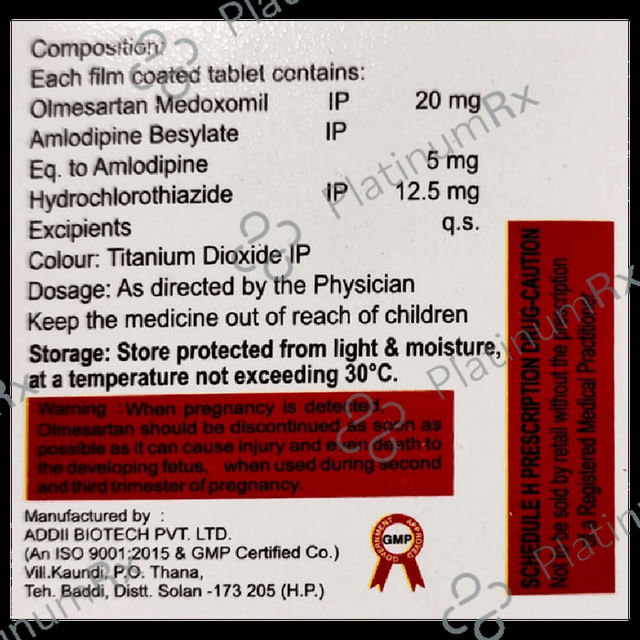 Composition:
Each film coated tablet contains:
Olmesartan Medoxomil IP 20 mg
Amlodipine Besylate IP
Eq. to Amlodipine 5 mg
Hydrochlorothiazide IP 12.5 mg
Excipients q.s.
Colour: Titanium Dioxide IP
Dosage: As directed by the Physician
Keep the medicine out of reach of children
Storage: Store protected from light & moisture,
at a temperature not exceeding 30°C.
Warning : When pregnancy is detected,
Olmesartan should be discontinued as soon as
possible as it can cause injury and even death to
the developing fetus, when used during second
and third trimester of pregnancy.
Manufactured by :
ADDII BIOTECH PVT. LTD.
(An ISO 9001:2015 & GMP Certified Co.)
Vill.Kaundi, P.O. Thana,
Teh. Baddi, Distt. Solan -173 205 (H.P.)
GOVERNMENT APPROVED
GMP
SCHEDULE H PRESCRIPTION DRUG-CAUTION
Not to be sold by retail without the prescription
of a Registered Medical Practitioner
PlatinumRx
PlatinumRx
PlatinumRx